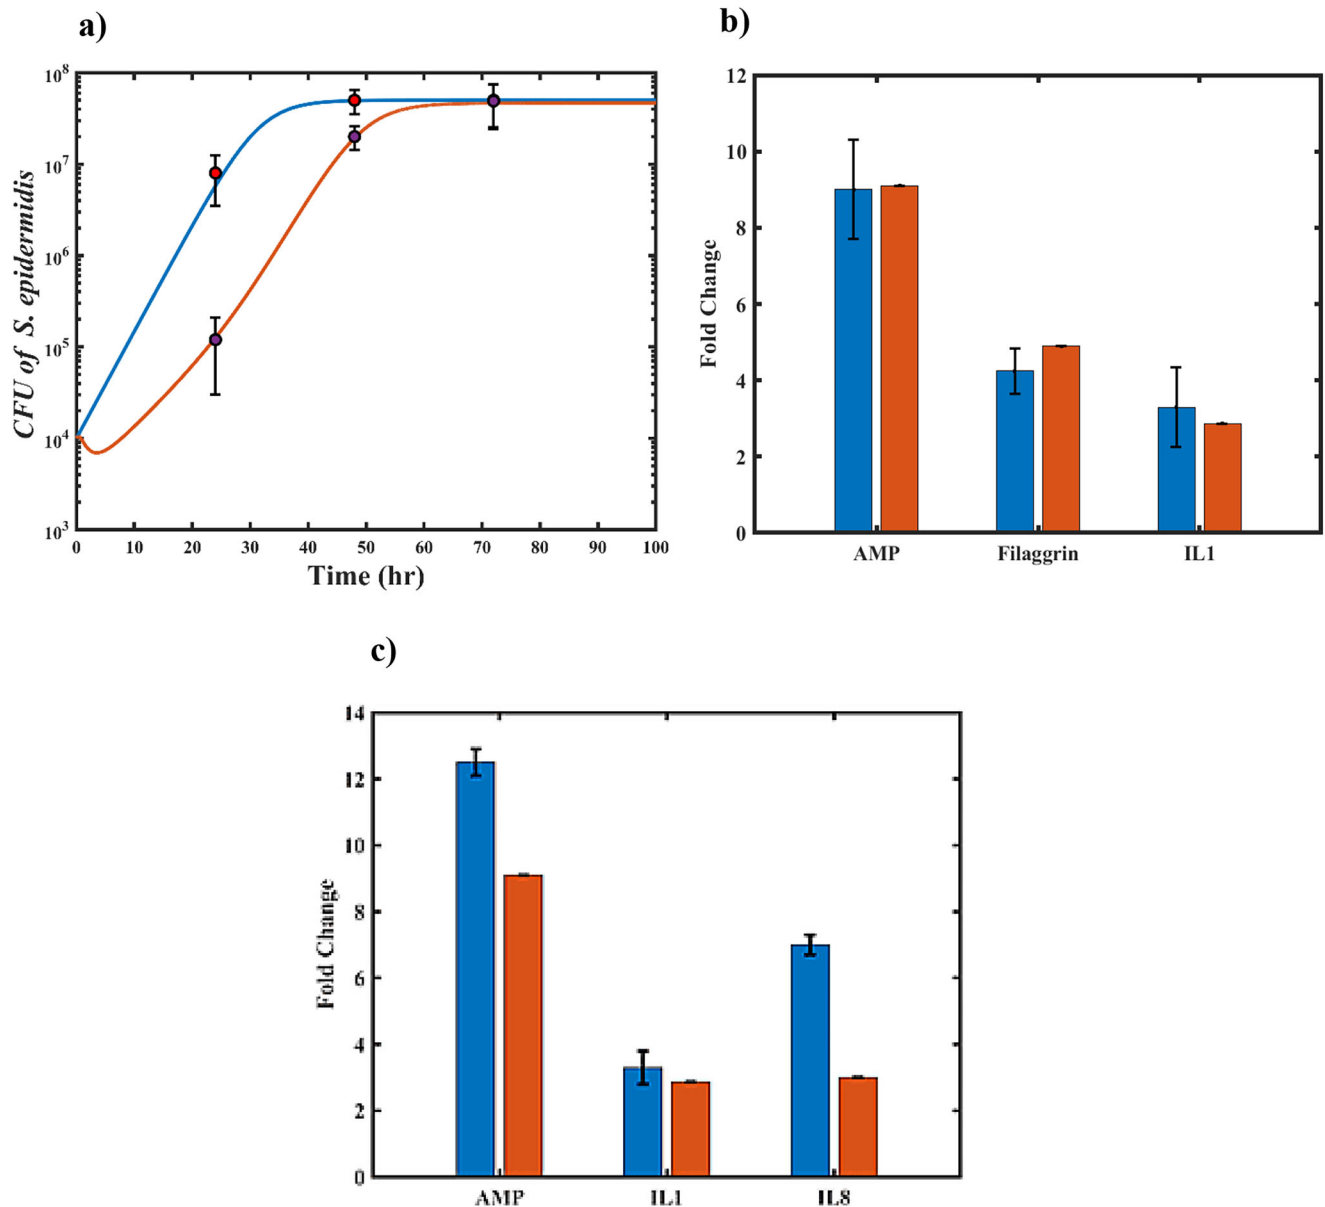 a)
CFU of S. epidermidis
10^8
10^7
10^6
10^5
10^4
10^3
0 10 20 30 40 50 60 70 80 90 100
Time (hr)
b)
Fold Change
12
10
8
6
4
2
0
AMP Filaggrin IL1
c)
Fold Change
14
12
10
8
6
4
2
0
AMP IL1 IL8